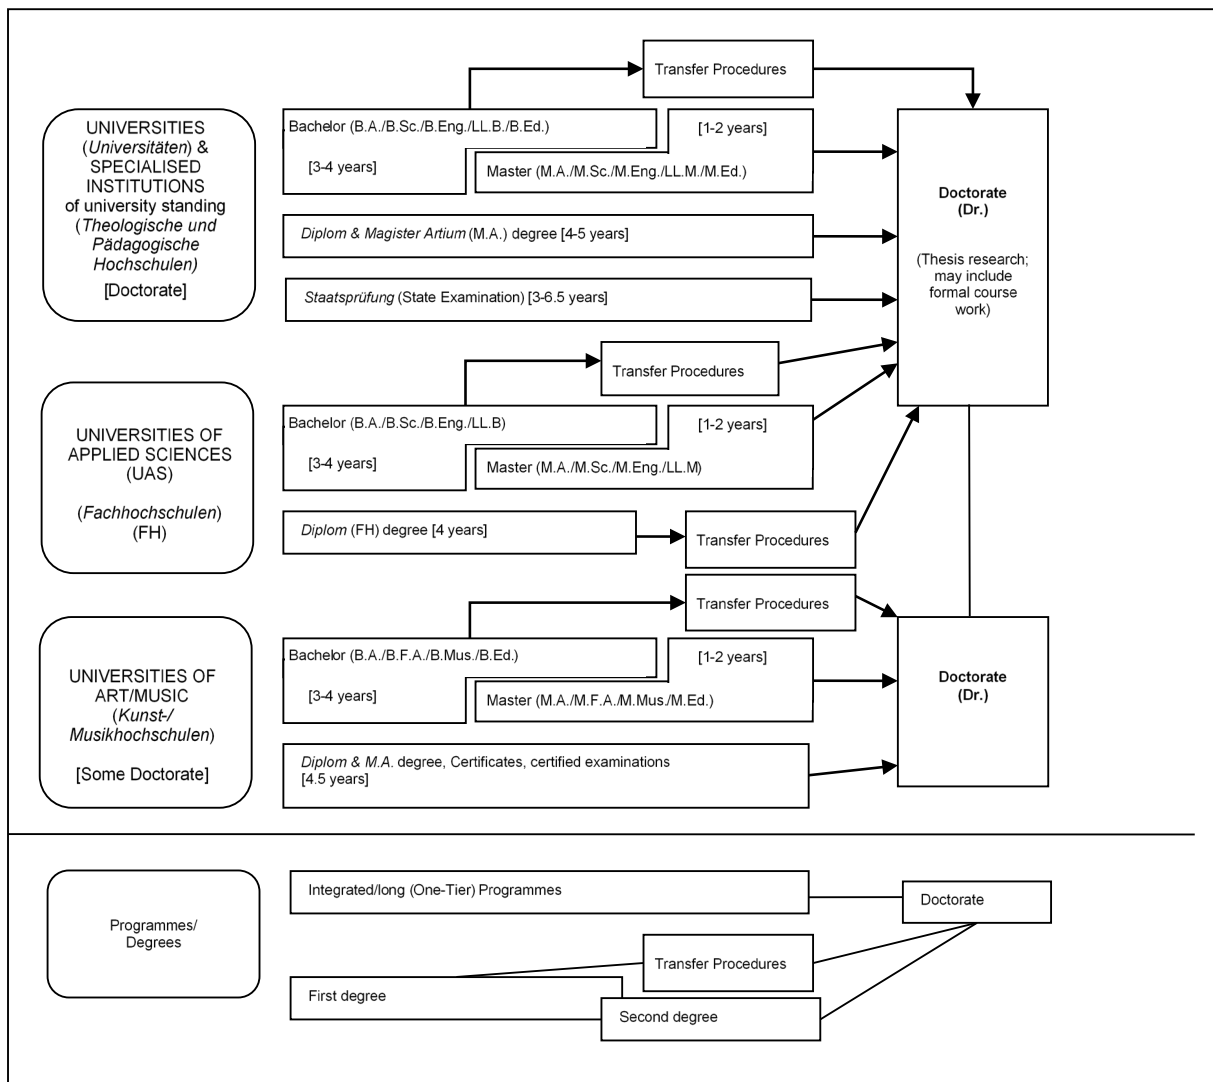 Transfer Procedures
UNIVERSITIES
(Universitäten) &
SPECIALISED
INSTITUTIONS
of university standing
(Theologische und
Pädagogische
Hochschulen)
[Doctorate]
Bachelor (B.A./B.Sc./B.Eng./LL.B./B.Ed.)
[3-4 years]
[1-2 years]
Master (M.A./M.Sc./M.Eng./LL.M./M.Ed.)
Diplom & Magister Artium (M.A.) degree [4-5 years]
Staatsprüfung (State Examination) [3-6.5 years]
Doctorate
(Dr.)
(Thesis research;
may include
formal course
work)
Transfer Procedures
UNIVERSITIES OF
APPLIED SCIENCES
(UAS)
(Fachhochschulen)
(FH)
Bachelor (B.A./B.Sc./B.Eng./LL.B)
[3-4 years]
[1-2 years]
Master (M.A./M.Sc./M.Eng./LL.M)
Diplom (FH) degree [4 years]
Transfer Procedures
Transfer Procedures
UNIVERSITIES OF
ART/MUSIC
(Kunst-/
Musikhochschulen)
[Some Doctorate]
Bachelor (B.A./B.F.A./B.Mus./B.Ed.)
[3-4 years]
[1-2 years]
Master (M.A./M.F.A./M.Mus./M.Ed.)
Diplom & M.A. degree, Certificates, certified examinations
[4.5 years]
Doctorate
(Dr.)
Programmes/
Degrees
Integrated/long (One-Tier) Programmes
Doctorate
Transfer Procedures
First degree
Second degree